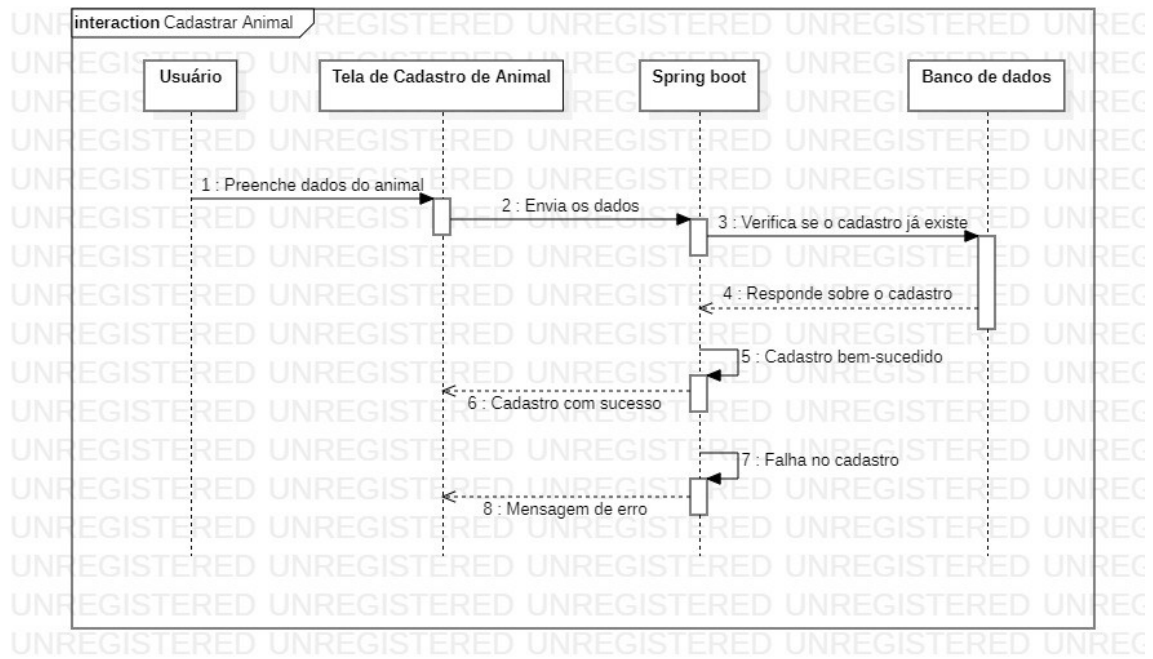 interaction Cadastrar Animal
Usuário
Tela de Cadastro de Animal
Spring boot
Banco de dados
1 : Preenche dados do animal
2 : Envia os dados
3 : Verifica se o cadastro já existe
4 : Responde sobre o cadastro
5 : Cadastro bem-sucedido
6 : Cadastro com sucesso
7 : Falha no cadastro
8 : Mensagem de erro
UNREGISTERED